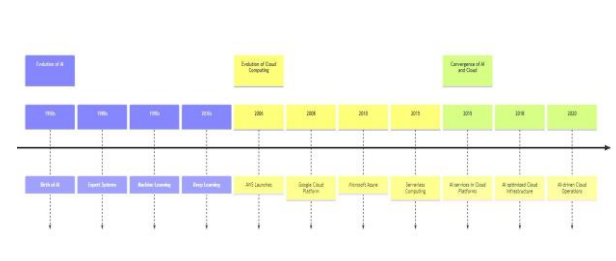 Evolution of AI
Evolution of Cloud
Computing
Convergence of AI
and Cloud
1950s
1980s
1990s
2010s
2006
2008
2010
2015
2018
2020
Birth of AI
Expert Systems
Machine Learning
Deep Learning
AWS Launches
Google Cloud
Platform
Microsoft Azure
Serverless
Computing
AI services in Cloud
Platforms
AI optimized Cloud
Infrastructure
AI-driven Cloud
Operations